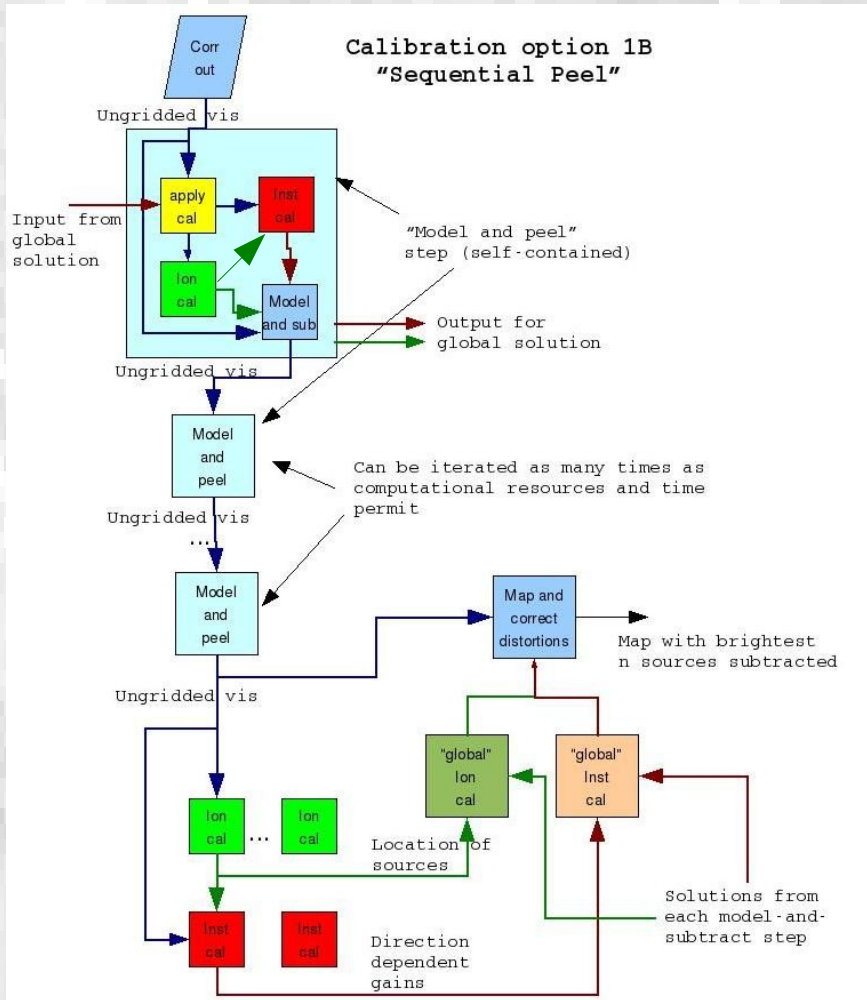 Calibration option 1B
"Sequential Peel"
Corr
out
Ungridded vis
apply
cal
Inst
cal
Input from
global
solution
Ion
cal
Model
and sub
"Model and peel"
step (self-contained)
Output for
global solution
Ungridded vis
Model
and
peel
Can be iterated as many times as
computational resources and time
permit
Ungridded vis
...
Model
and
peel
Map and
correct
distortions
Map with brightest
n sources subtracted
Ungridded vis
"global"
Ion
cal
"global"
Inst
cal
Ion
cal
...
Ion
cal
Location of
sources
Solutions from
each model-and-
subtract step
Inst
cal
Inst
cal
Direction
dependent
gains